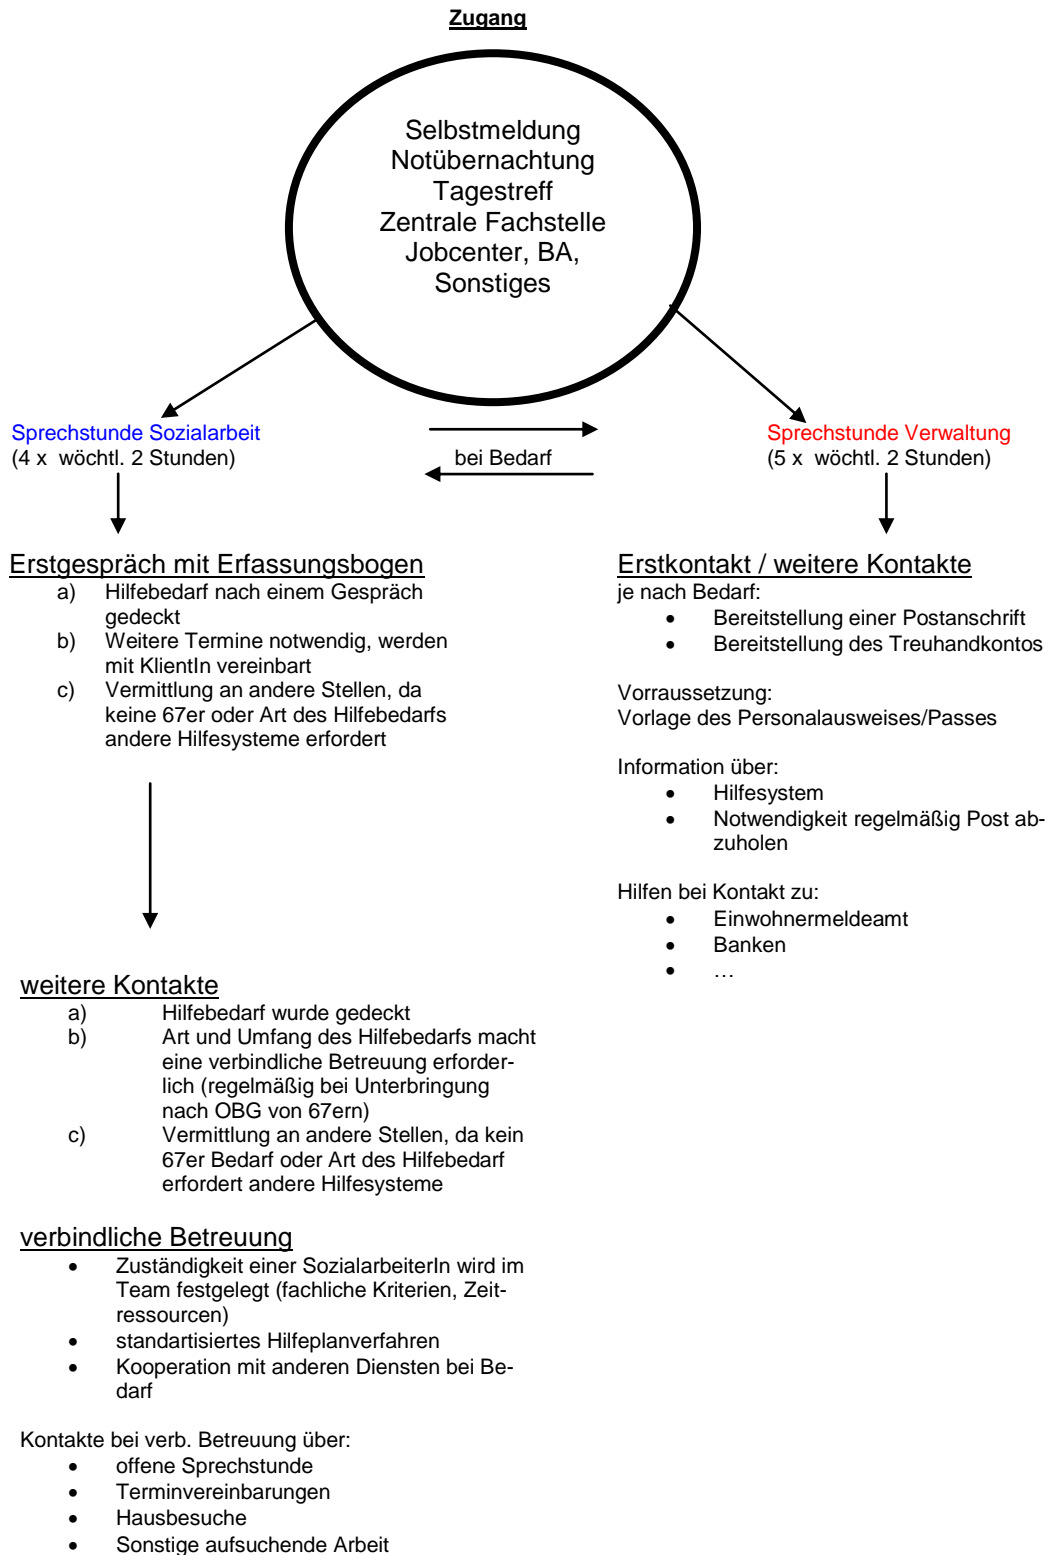 Zugang
Selbstmeldung
Notübernachtung
Tagestreff
Zentrale Fachstelle
Jobcenter, BA,
Sonstiges
Sprechstunde Sozialarbeit
(4 x  wöchtl. 2 Stunden)
bei Bedarf
Sprechstunde Verwaltung
(5 x  wöchtl. 2 Stunden)
Erstgespräch mit Erfassungsbogen
a) Hilfebedarf nach einem Gespräch
gedeckt
b) Weitere Termine notwendig, werden
mit KlientIn vereinbart
c) Vermittlung an andere Stellen, da
keine 67er oder Art des Hilfebedarfs
andere Hilfesysteme erfordert
weitere Kontakte
a) Hilfebedarf wurde gedeckt
b) Art und Umfang des Hilfebedarfs macht
eine verbindliche Betreuung erforder-
lich (regelmäßig bei Unterbringung
nach OBG von 67ern)
c) Vermittlung an andere Stellen, da kein
67er Bedarf oder Art des Hilfebedarf
erfordert andere Hilfesysteme
verbindliche Betreuung
• Zuständigkeit einer SozialarbeiterIn wird im
Team festgelegt (fachliche Kriterien, Zeit-
ressourcen)
• standartisiertes Hilfeplanverfahren
• Kooperation mit anderen Diensten bei Be-
darf
Kontakte bei verb. Betreuung über:
• offene Sprechstunde
• Terminvereinbarungen
• Hausbesuche
• Sonstige aufsuchende Arbeit
Erstkontakt / weitere Kontakte
je nach Bedarf:
• Bereitstellung einer Postanschrift
• Bereitstellung des Treuhandkontos
Vorraussetzung:
Vorlage des Personalausweises/Passes
Information über:
• Hilfesystem
• Notwendigkeit regelmäßig Post ab-
zuholen
Hilfen bei Kontakt zu:
• Einwohnermeldeamt
• Banken
• …